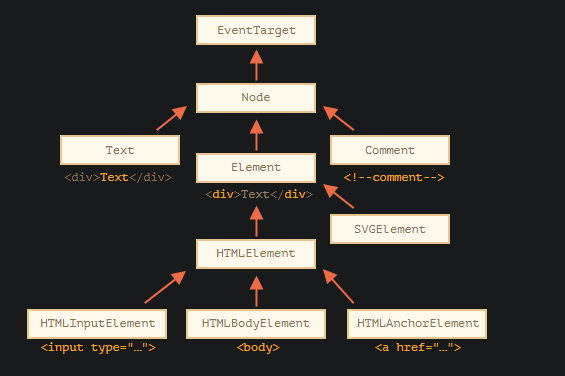 EventTarget
Node
Text
Comment
<div>Text</div>
<!--comment-->
Element
<div>Text</div>
SVGElement
HTMLElement
HTMLInputElement
HTMLBodyElement
HTMLAnchorElement
<input type="…">
<body>
<a href="…">